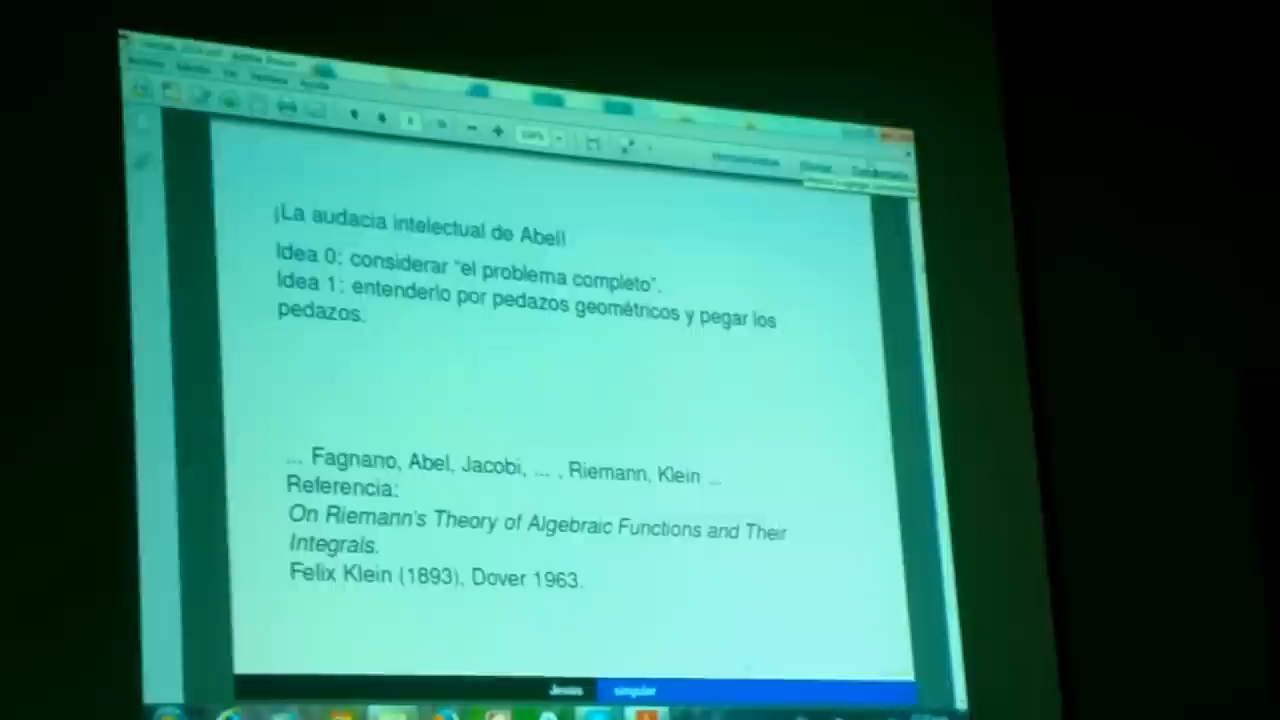 ¡La audacia intelectual de Abel!
Idea 0: considerar “el problema completo”.
Idea 1: entenderlo por pedazos geométricos y pegar los
pedazos.
... Fagnano, Abel, Jacobi, ... , Riemann, Klein ...
Referencia:
On Riemann's Theory of Algebraic Functions and Their
Integrals.
Felix Klein (1893), Dover 1963.
Jesús singular